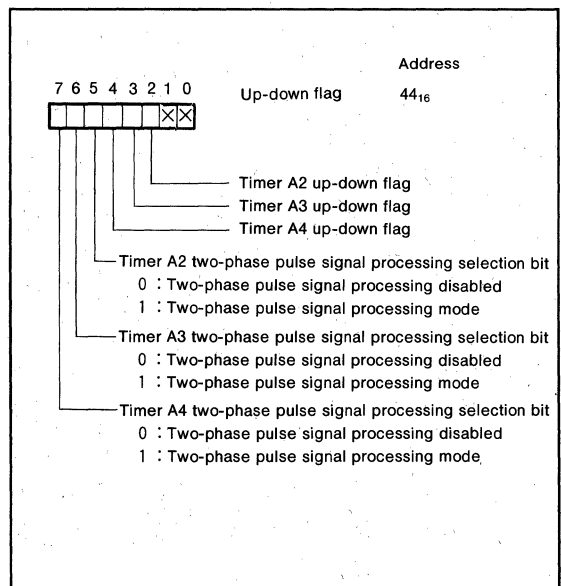 Address
7 6 5 4 3 2 1 0
Up-down flag 44₁₆
Timer A2 up-down flag
Timer A3 up-down flag
Timer A4 up-down flag
Timer A2 two-phase pulse signal processing selection bit
0 : Two-phase pulse signal processing disabled
1 : Two-phase pulse signal processing mode
Timer A3 two-phase pulse signal processing selection bit
0 : Two-phase pulse signal processing disabled
1 : Two-phase pulse signal processing mode
Timer A4 two-phase pulse signal processing selection bit
0 : Two-phase pulse signal processing disabled
1 : Two-phase pulse signal processing mode